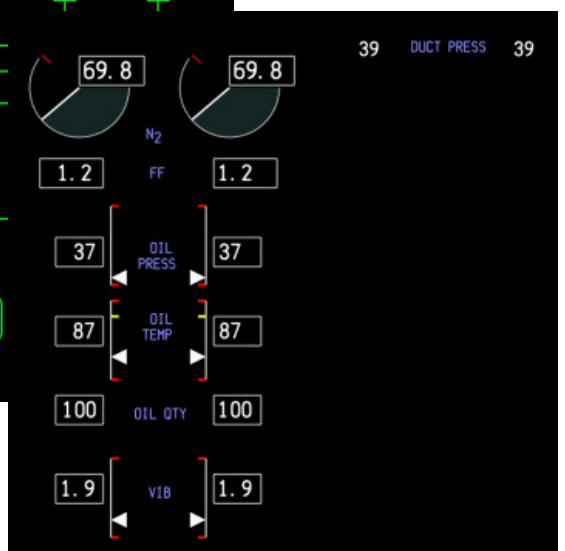 39 DUCT PRESS 39
69.8 69.8
N2
1.2 FF 1.2
37 OIL PRESS 37
87 OIL TEMP 87
100 OIL QTY 100
1.9 VIB 1.9